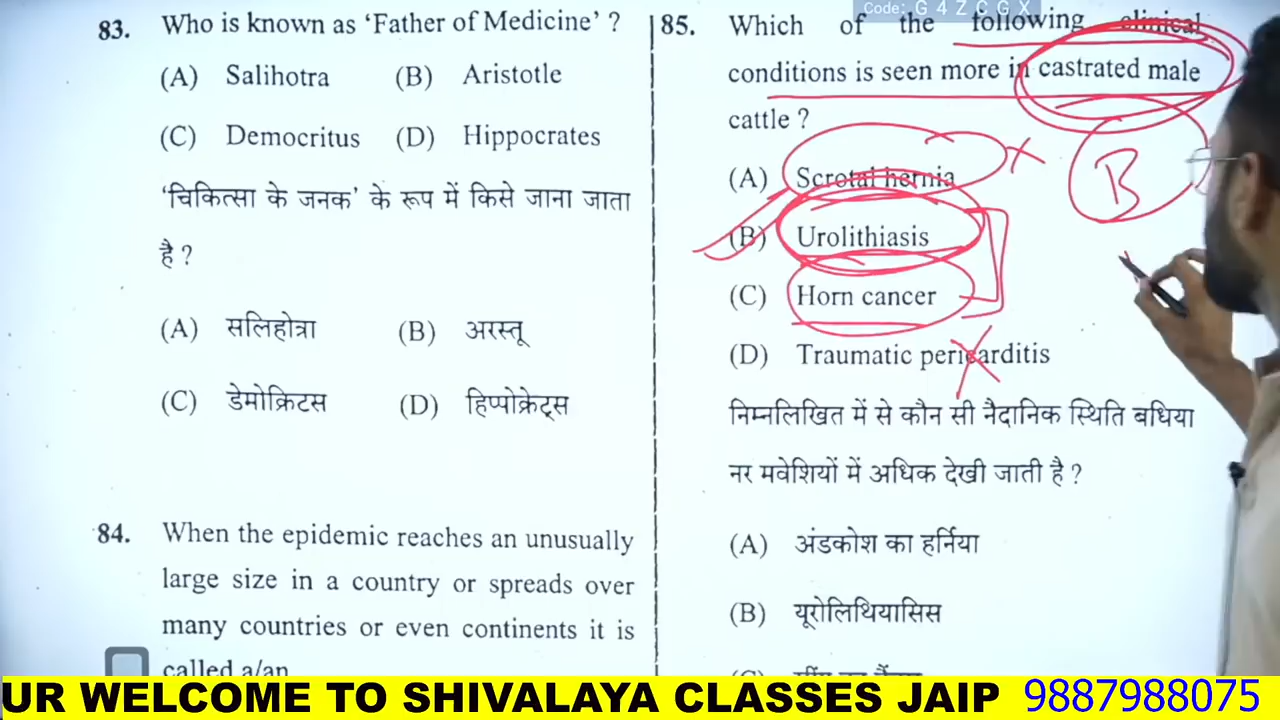 Code: G 4 Z C G X
83. Who is known as ‘Father of Medicine’ ?
(A) Salihotra (B) Aristotle
(C) Democritus (D) Hippocrates
‘चिकित्सा के जनक’ के रूप में किसे जाना जाता
है ?
(A) सलिहोत्रा (B) अरस्तू
(C) डेमोक्रिटस (D) हिप्पोक्रेट्स
84. When the epidemic reaches an unusually
large size in a country or spreads over
many countries or even continents it is
called a/an
85. Which of the following clinical
conditions is seen more in castrated male
cattle ?
(A) Scrotal hernia
(B) Urolithiasis
(C) Horn cancer
(D) Traumatic pericarditis
B
निम्नलिखित में से कौन सी नैदानिक स्थिति बधिया
नर मवेशियों में अधिक देखी जाती है ?
(A) अंडकोश का हर्निया
(B) यूरोलिथियासिस
UR WELCOME TO SHIVALAYA CLASSES JAIP 9887988075